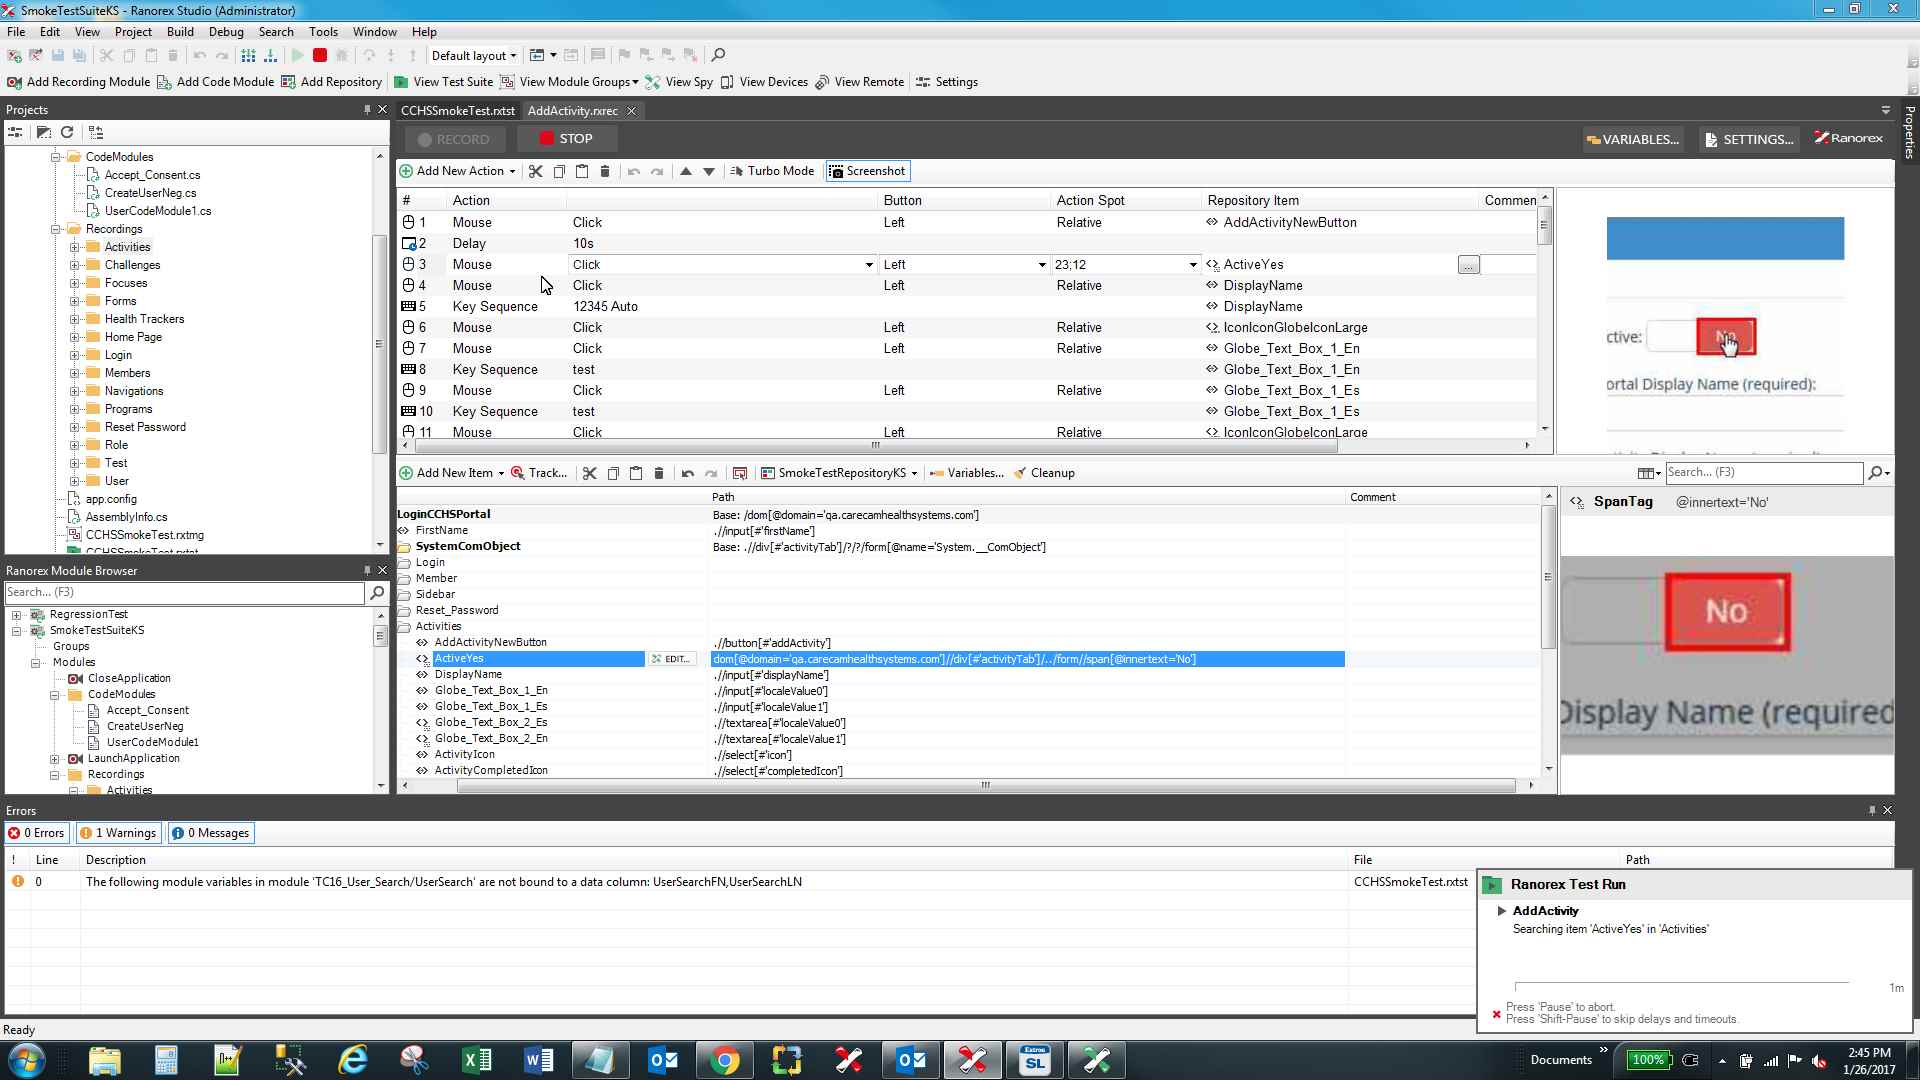 SmokeTestSuiteKS - Ranorex Studio (Administrator)
File Edit View Project Build Debug Search Tools Window Help
Default layout
Add Recording Module Add Code Module Add Repository View Test Suite View Module Groups View Spy View Devices View Remote Settings
Projects
CodeModules
Accept_Consent.cs
CreateUserNeg.cs
UserCodeModule1.cs
Recordings
Activities
Challenges
Focuses
Forms
Health Trackers
Home Page
Login
Members
Navigations
Programs
Reset Password
Role
Test
User
app.config
AssemblyInfo.cs
CCHSSmokeTest.rxtmg
CCHSSmokeTest.rxtst
Ranorex Module Browser
Search... (F3)
RegressionTest
SmokeTestSuiteKS
Groups
Modules
CloseApplication
CodeModules
Accept_Consent
CreateUserNeg
UserCodeModule1
LaunchApplication
Recordings
Activities
CCHSSmokeTest.rxtst AddActivity.rxrec
RECORD STOP VARIABLES... SETTINGS... Ranorex
Add New Action Turbo Mode Screenshot
# Action Button Action Spot Repository Item Commen
1 Mouse Click Left Relative AddActivityNewButton
2 Delay 10s
3 Mouse Click Left 23;12 ActiveYes ...
4 Mouse Click Left Relative DisplayName
5 Key Sequence 12345 Auto DisplayName
6 Mouse Click Left Relative IconIconGlobeIconLarge
7 Mouse Click Left Relative Globe_Text_Box_1_En
8 Key Sequence test Globe_Text_Box_1_En
9 Mouse Click Left Relative Globe_Text_Box_1_Es
10 Key Sequence test Globe_Text_Box_1_Es
11 Mouse Click Left Relative IconIconGlobeIconLarge
ctive: No
ortal Display Name (required):
Add New Item Track... SmokeTestRepositoryKS Variables... Cleanup Search... (F3)
Path Comment
LoginCCHSPortal Base: /dom[@domain='qa.carecamhealthsystems.com']
FirstName .//input[#'firstName']
SystemComObject Base: .//div[#'activityTab']/?/?/form[@name='System.__ComObject']
Login
Member
Sidebar
Reset_Password
Activities
AddActivityNewButton .//button[#'addActivity']
ActiveYes EDIT... dom[@domain='qa.carecamhealthsystems.com']//div[#'activityTab']/../form//span[@innertext='No']
DisplayName .//input[#'displayName']
Globe_Text_Box_1_En .//input[#'localeValue0']
Globe_Text_Box_1_Es .//input[#'localeValue1']
Globe_Text_Box_2_Es .//textarea[#'localeValue0']
Globe_Text_Box_2_En .//textarea[#'localeValue1']
ActivityIcon .//select[#'icon']
ActivityCompletedIcon .//select[#'completedIcon']
SpanTag @innertext='No'
No
Display Name (required
Errors
0 Errors 1 Warnings 0 Messages
! Line Description File Path
0 The following module variables in module 'TC16_User_Search/UserSearch' are not bound to a data column: UserSearchFN,UserSearchLN CCHSSmokeTest.rxtst
Ranorex Test Run
AddActivity
Searching item 'ActiveYes' in 'Activities'
1m
Press 'Pause' to abort.
Press 'Shift-Pause' to skip delays and timeouts.
Ready
Properties
Documents 100% 2:45 PM
1/26/2017
Extron
SL